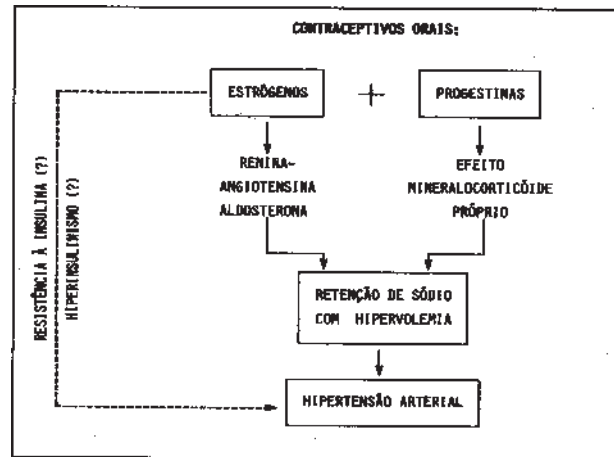 CONTRACEPTIVOS ORAIS:
ESTRÓGENOS + PROGESTINAS
RENINA-
ANGIOTENSINA
ALDOSTERONA
EFEITO
MINERALOCORTICÓIDE
PRÓPRIO
RESISTÊNCIA À INSULINA (?)
HIPERINSULINISMO (?)
RETENÇÃO DE SÓDIO
COM HIPERVOLEMIA
HIPERTENSÃO ARTERIAL